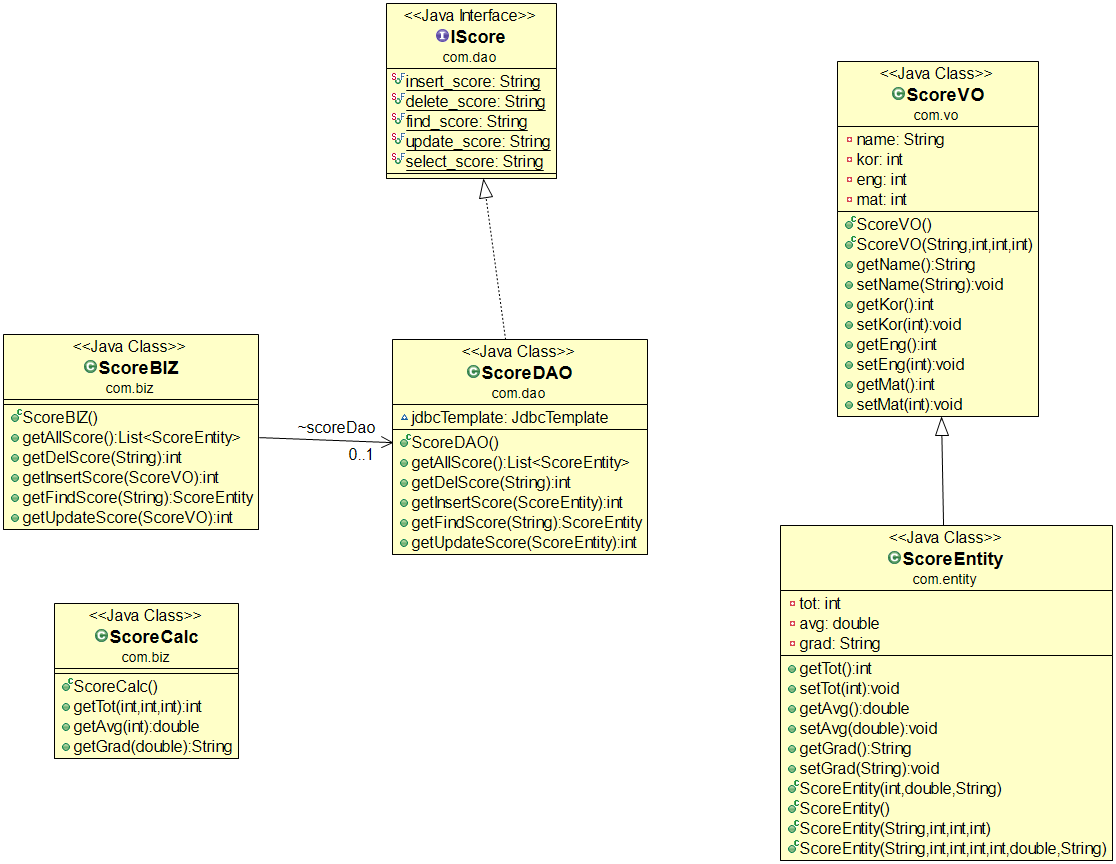 <<Java Interface>>
IScore
com.dao
insert_score: String
delete_score: String
find_score: String
update_score: String
select_score: String
<<Java Class>>
ScoreVO
com.vo
name: String
kor: int
eng: int
mat: int
ScoreVO()
ScoreVO(String,int,int,int)
getName():String
setName(String):void
getKor():int
setKor(int):void
getEng():int
setEng(int):void
getMat():int
setMat(int):void
<<Java Class>>
ScoreBIZ
com.biz
ScoreBIZ()
getAllScore():List<ScoreEntity>
getDelScore(String):int
getInsertScore(ScoreVO):int
getFindScore(String):ScoreEntity
getUpdateScore(ScoreVO):int
~scoreDao
0..1
<<Java Class>>
ScoreDAO
com.dao
jdbcTemplate: JdbcTemplate
ScoreDAO()
getAllScore():List<ScoreEntity>
getDelScore(String):int
getInsertScore(ScoreEntity):int
getFindScore(String):ScoreEntity
getUpdateScore(ScoreEntity):int
<<Java Class>>
ScoreCalc
com.biz
ScoreCalc()
getTot(int,int,int):int
getAvg(int):double
getGrad(double):String
<<Java Class>>
ScoreEntity
com.entity
tot: int
avg: double
grad: String
getTot():int
setTot(int):void
getAvg():double
setAvg(double):void
getGrad():String
setGrad(String):void
ScoreEntity(int,double,String)
ScoreEntity()
ScoreEntity(String,int,int,int)
ScoreEntity(String,int,int,int,int,double,String)